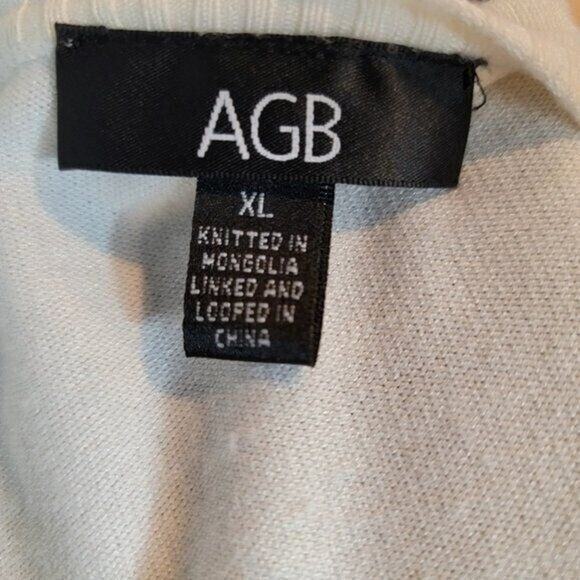 AGB
XL
KNITTED IN
MONGOLIA
LINKED AND
LOOPED IN
CHINA